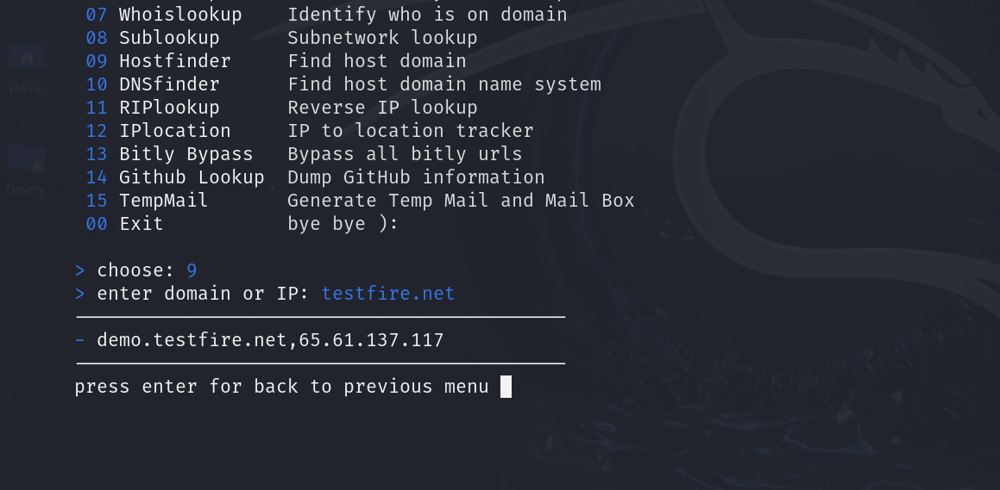 07 Whoislookup Identify who is on domain
08 Sublookup Subnetwork lookup
09 Hostfinder Find host domain
10 DNSfinder Find host domain name system
11 RIPlookup Reverse IP lookup
12 IPlocation IP to location tracker
13 Bitly Bypass Bypass all bitly urls
14 Github Lookup Dump GitHub information
15 TempMail Generate Temp Mail and Mail Box
00 Exit bye bye ):
> choose: 9
> enter domain or IP: testfire.net
- demo.testfire.net,65.61.137.117
press enter for back to previous menu
Home
Dmitry